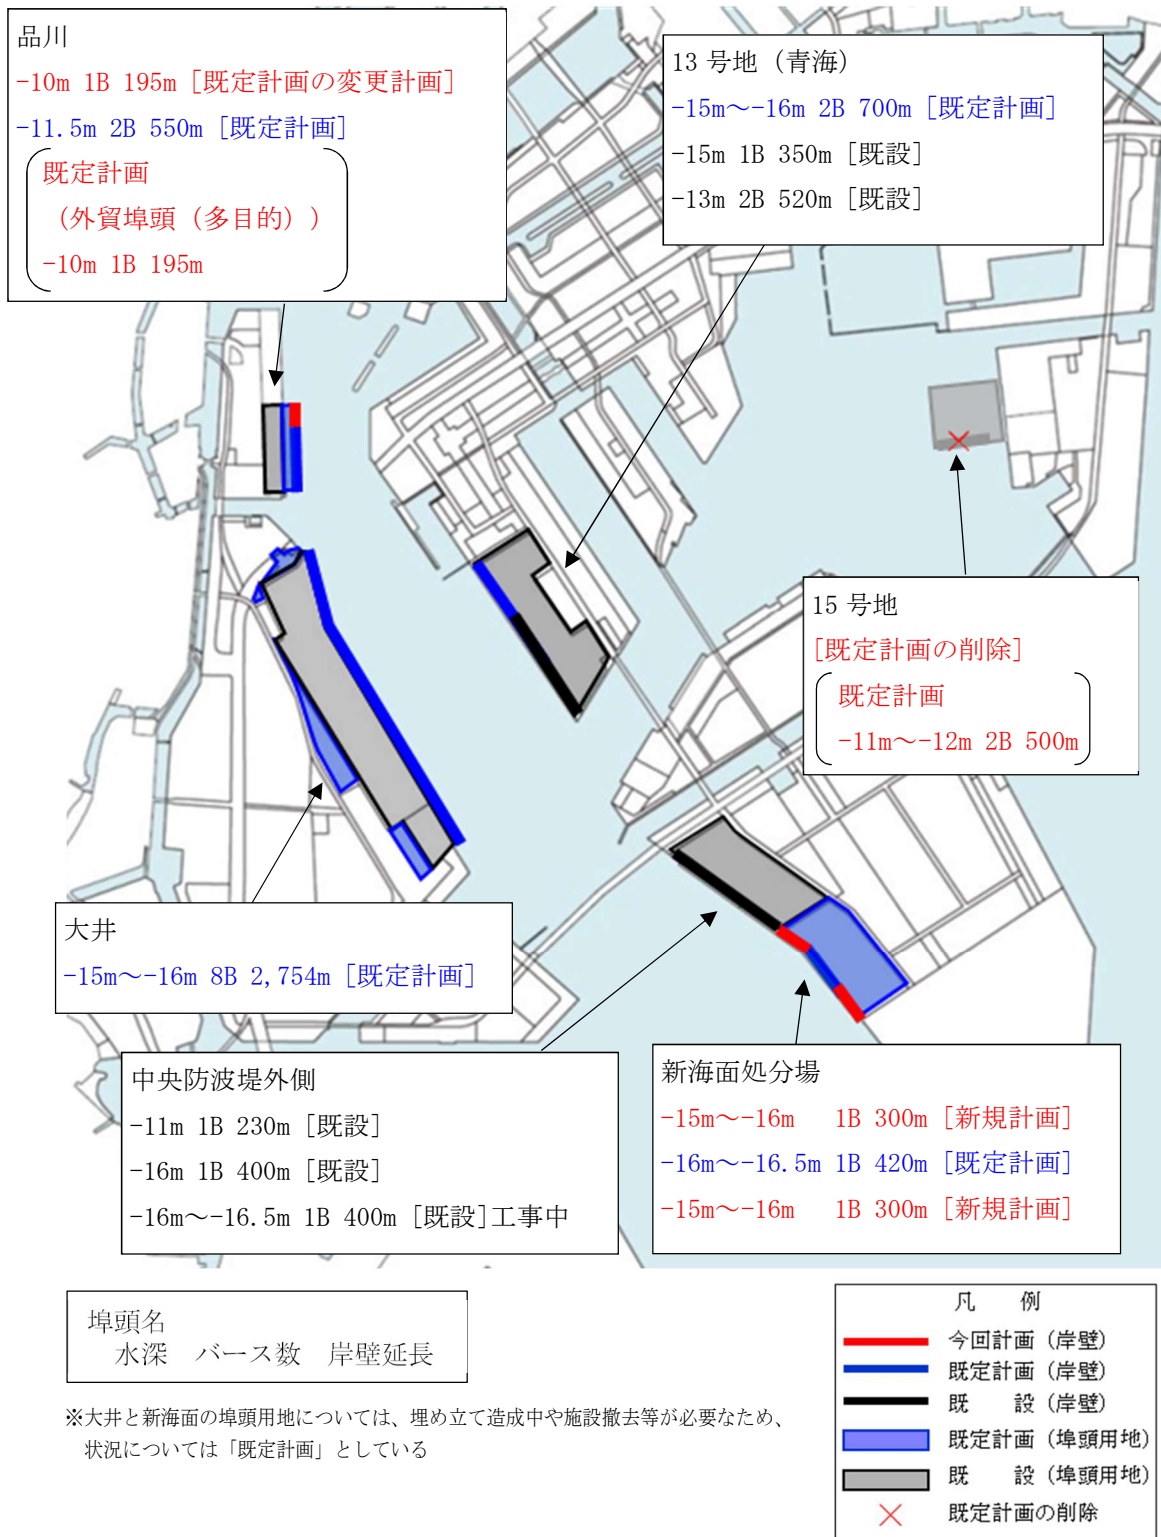 品川
-10m 1B 195m [既定計画の変更計画]
-11.5m 2B 550m [既定計画]
既定計画
（外貿埠頭（多目的））
-10m 1B 195m
13 号地（青海）
-15m～-16m 2B 700m [既定計画]
-15m 1B 350m [既設]
-13m 2B 520m [既設]
15 号地
[既定計画の削除]
既定計画
-11m～-12m 2B 500m
大井
-15m～-16m 8B 2,754m [既定計画]
中央防波堤外側
-11m 1B 230m [既設]
-16m 1B 400m [既設]
-16m～-16.5m 1B 400m [既設]工事中
新海面処分場
-15m～-16m 1B 300m [新規計画]
-16m～-16.5m 1B 420m [既定計画]
-15m～-16m 1B 300m [新規計画]
埠頭名
水深 バース数 岸壁延長
※大井と新海面の埠頭用地については、埋め立て造成中や施設撤去等が必要なため、
状況については「既定計画」としている
凡 例
今回計画（岸壁）
既定計画（岸壁）
既 設（岸壁）
既定計画（埠頭用地）
既 設（埠頭用地）
既定計画の削除